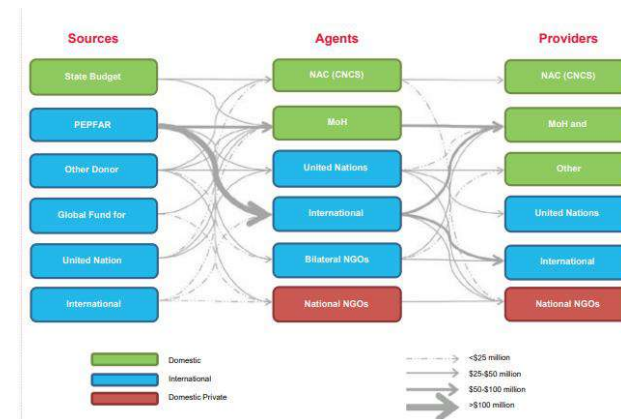 Sources Agents Providers
State Budget NAC (CNCS) NAC (CNCS)
PEPFAR MoH MoH and
Other Donor United Nations Other
Global Fund for International United Nations
United Nation Bilateral NGOs International
International National NGOs National NGOs
Domestic <$25 million
International $25-$50 million
$50-$100 million
Domestic Private >$100 million